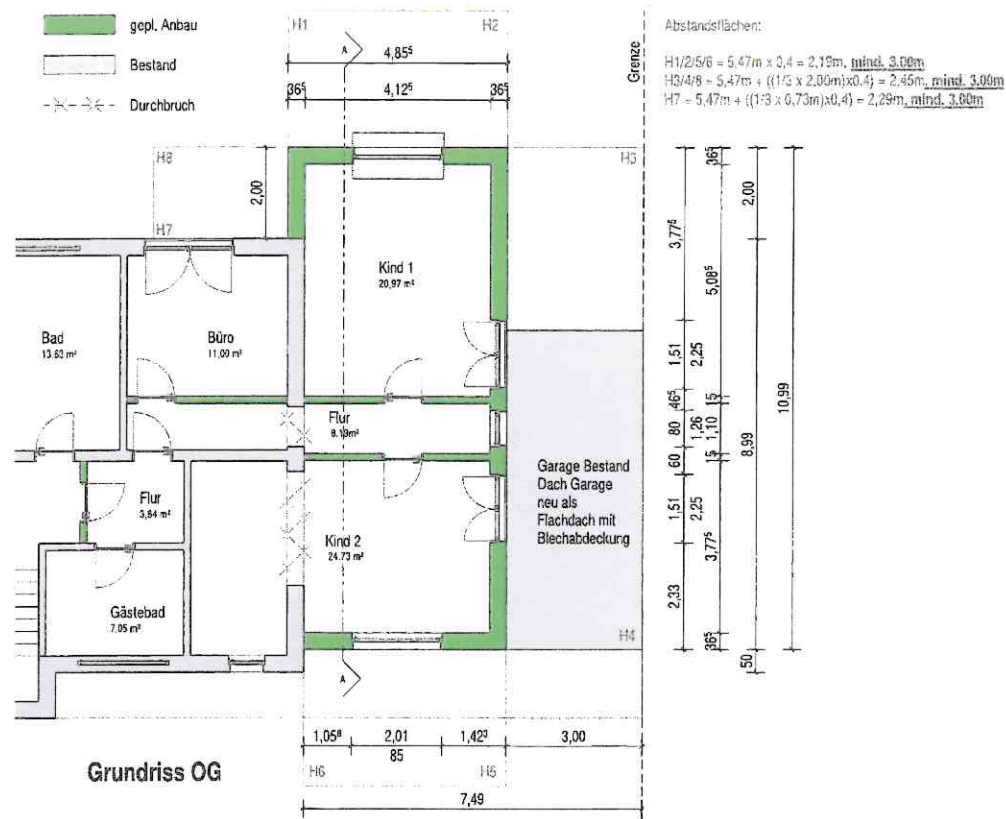 gepl. Anbau
Bestand
Durchbruch
H1
H2
A
4,85⁵
36⁵
4,12⁵
36⁵
Grenze
Abstandsflächen:
H1/2/5/6 = 5,47m x 0,4 = 2,19m, mind. 3.00m
H3/4/8 = 5,47m + ((1/3 x 2,00m)x0.4) = 2,45m, mind. 3,00m
H7 = 5,47m + ((1/3 x 0,73m)x0,4) = 2,29m, mind. 3.00m
H8
H3
2,00
H7
36⁵
2,00
3,77⁵
5,08⁵
Kind 1
20,97 m²
Bad
13.63 m²
Büro
11,00 m²
1,51
2,25
10,99
46⁵
15
Flur
8,13m²
80
1,26
1,10
8,99
60
15
Garage Bestand
Dach Garage
neu als
Flachdach mit
Blechabdeckung
Flur
3,64 m²
1,51
2,25
Kind 2
24.73 m²
3,77⁵
Gästebad
7,05 m²
2,33
H4
36⁵
50
A
1,05⁸
2,01
1,42³
3,00
85
Grundriss OG
H6
H5
7,49